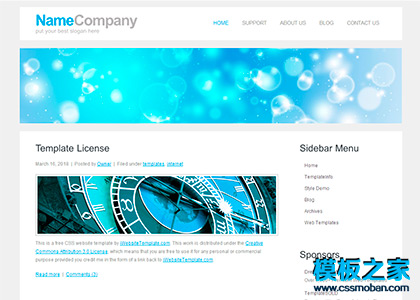 NameCompany
put your best slogan here
HOME SUPPORT ABOUT US BLOG CONTACT US
Template License
March 15, 2010 | Posted by Owner | Filed under templates, internet
This is a free CSS website template by iWebsiteTemplate.com. This work is distributed under the Creative
Commons Attribution 3.0 License, which means that you are free to use it for any personal or commercial
purpose provided you credit me in the form of a link back to iWebsiteTemplate.com.
Read more | Comments (2)
Sidebar Menu
Home
TemplateInfo
Style Demo
Blog
Archives
Web Templates
Sponsors
模板之家
www.cssmoban.com